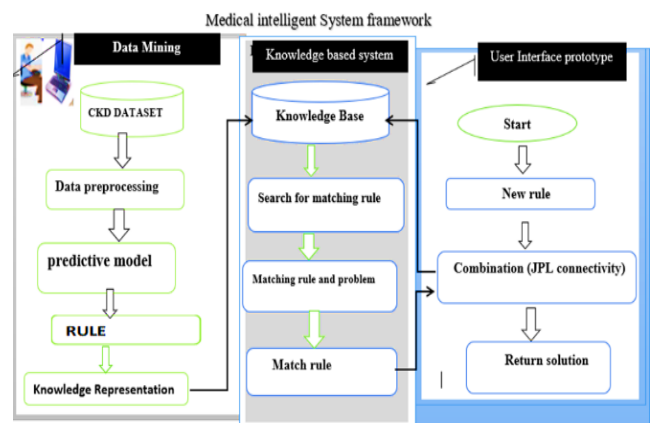 Medical intelligent System framework
Data Mining
CKD DATASET
Data preprocessing
predictive model
RULE
Knowledge Representation
Knowledge based system
Knowledge Base
Search for matching rule
Matching rule and problem
Match rule
User Interface prototype
Start
New rule
Combination (JPL connectivity)
Return solution